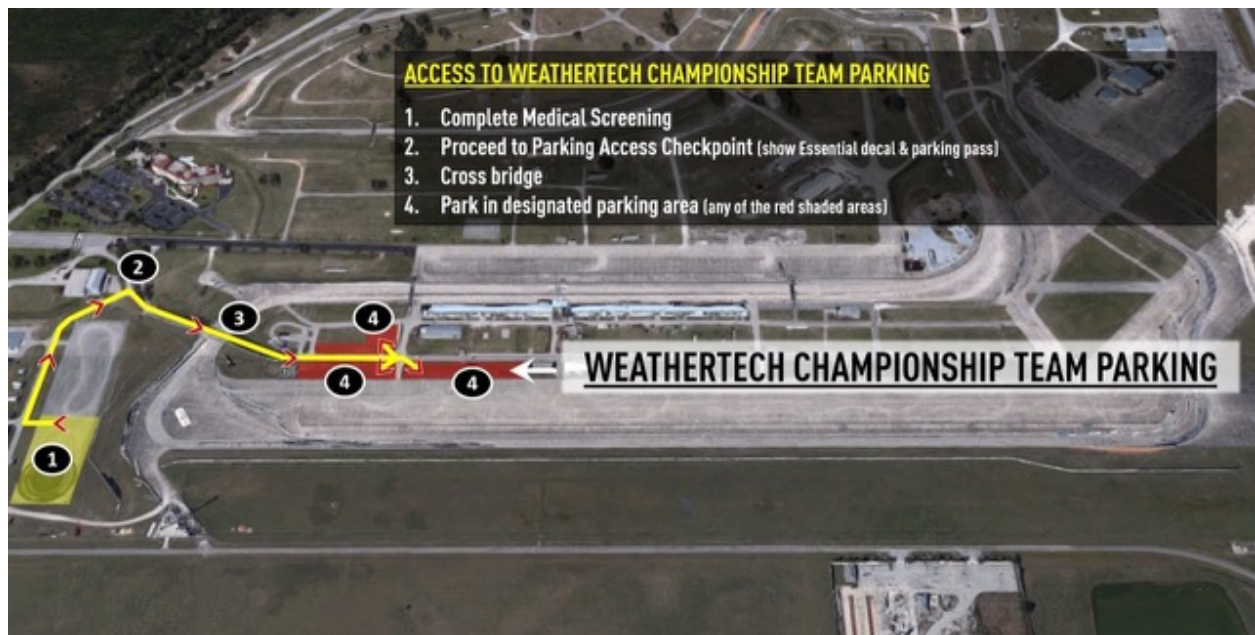 ACCESS TO WEATHERTECH CHAMPIONSHIP TEAM PARKING
1. Complete Medical Screening
2. Proceed to Parking Access Checkpoint (show Essential decal & parking pass)
3. Cross bridge
4. Park in designated parking area (any of the red shaded areas)
2
3
4
4
4
WEATHERTECH CHAMPIONSHIP TEAM PARKING
1